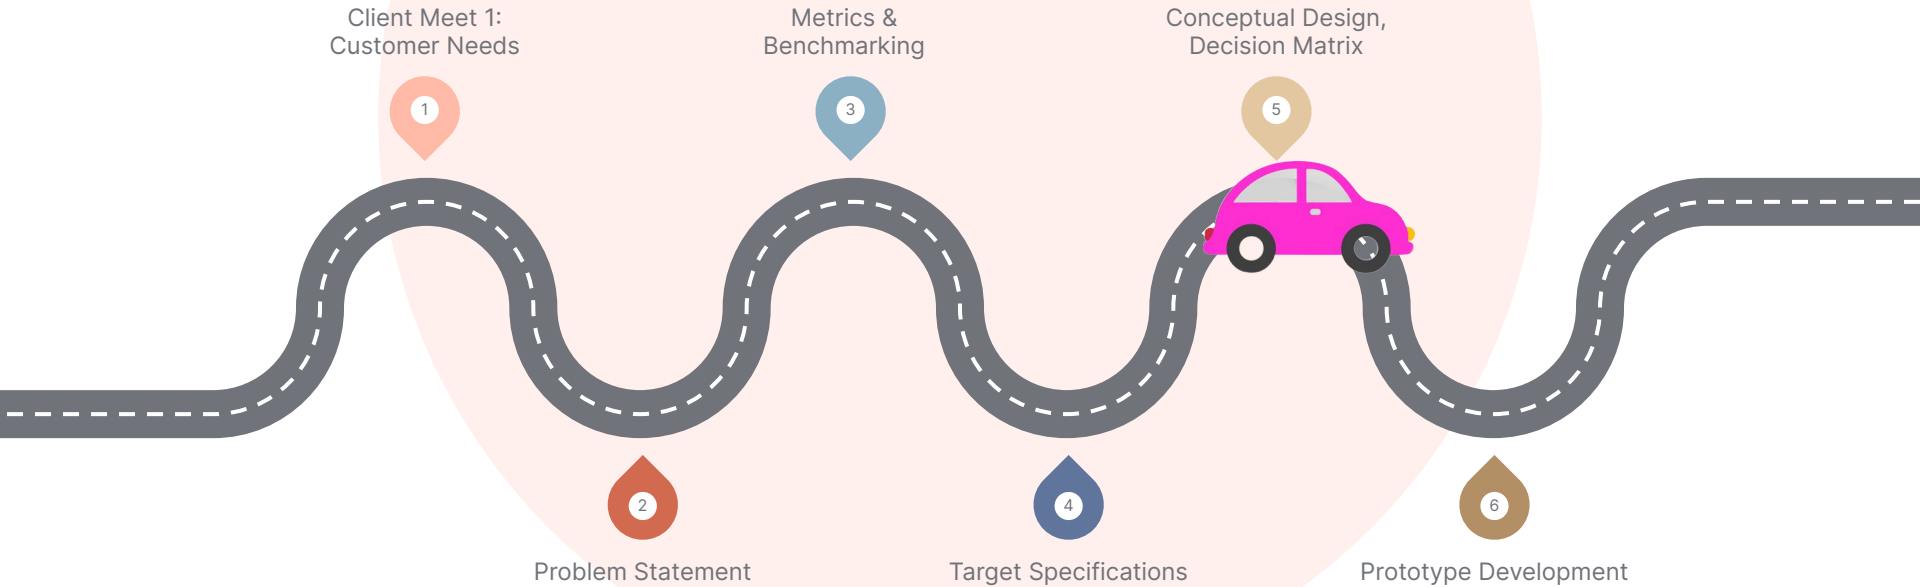 Client Meet 1:
Customer Needs
1
Metrics &
Benchmarking
3
Conceptual Design,
Decision Matrix
5
2
Problem Statement
4
Target Specifications
6
Prototype Development